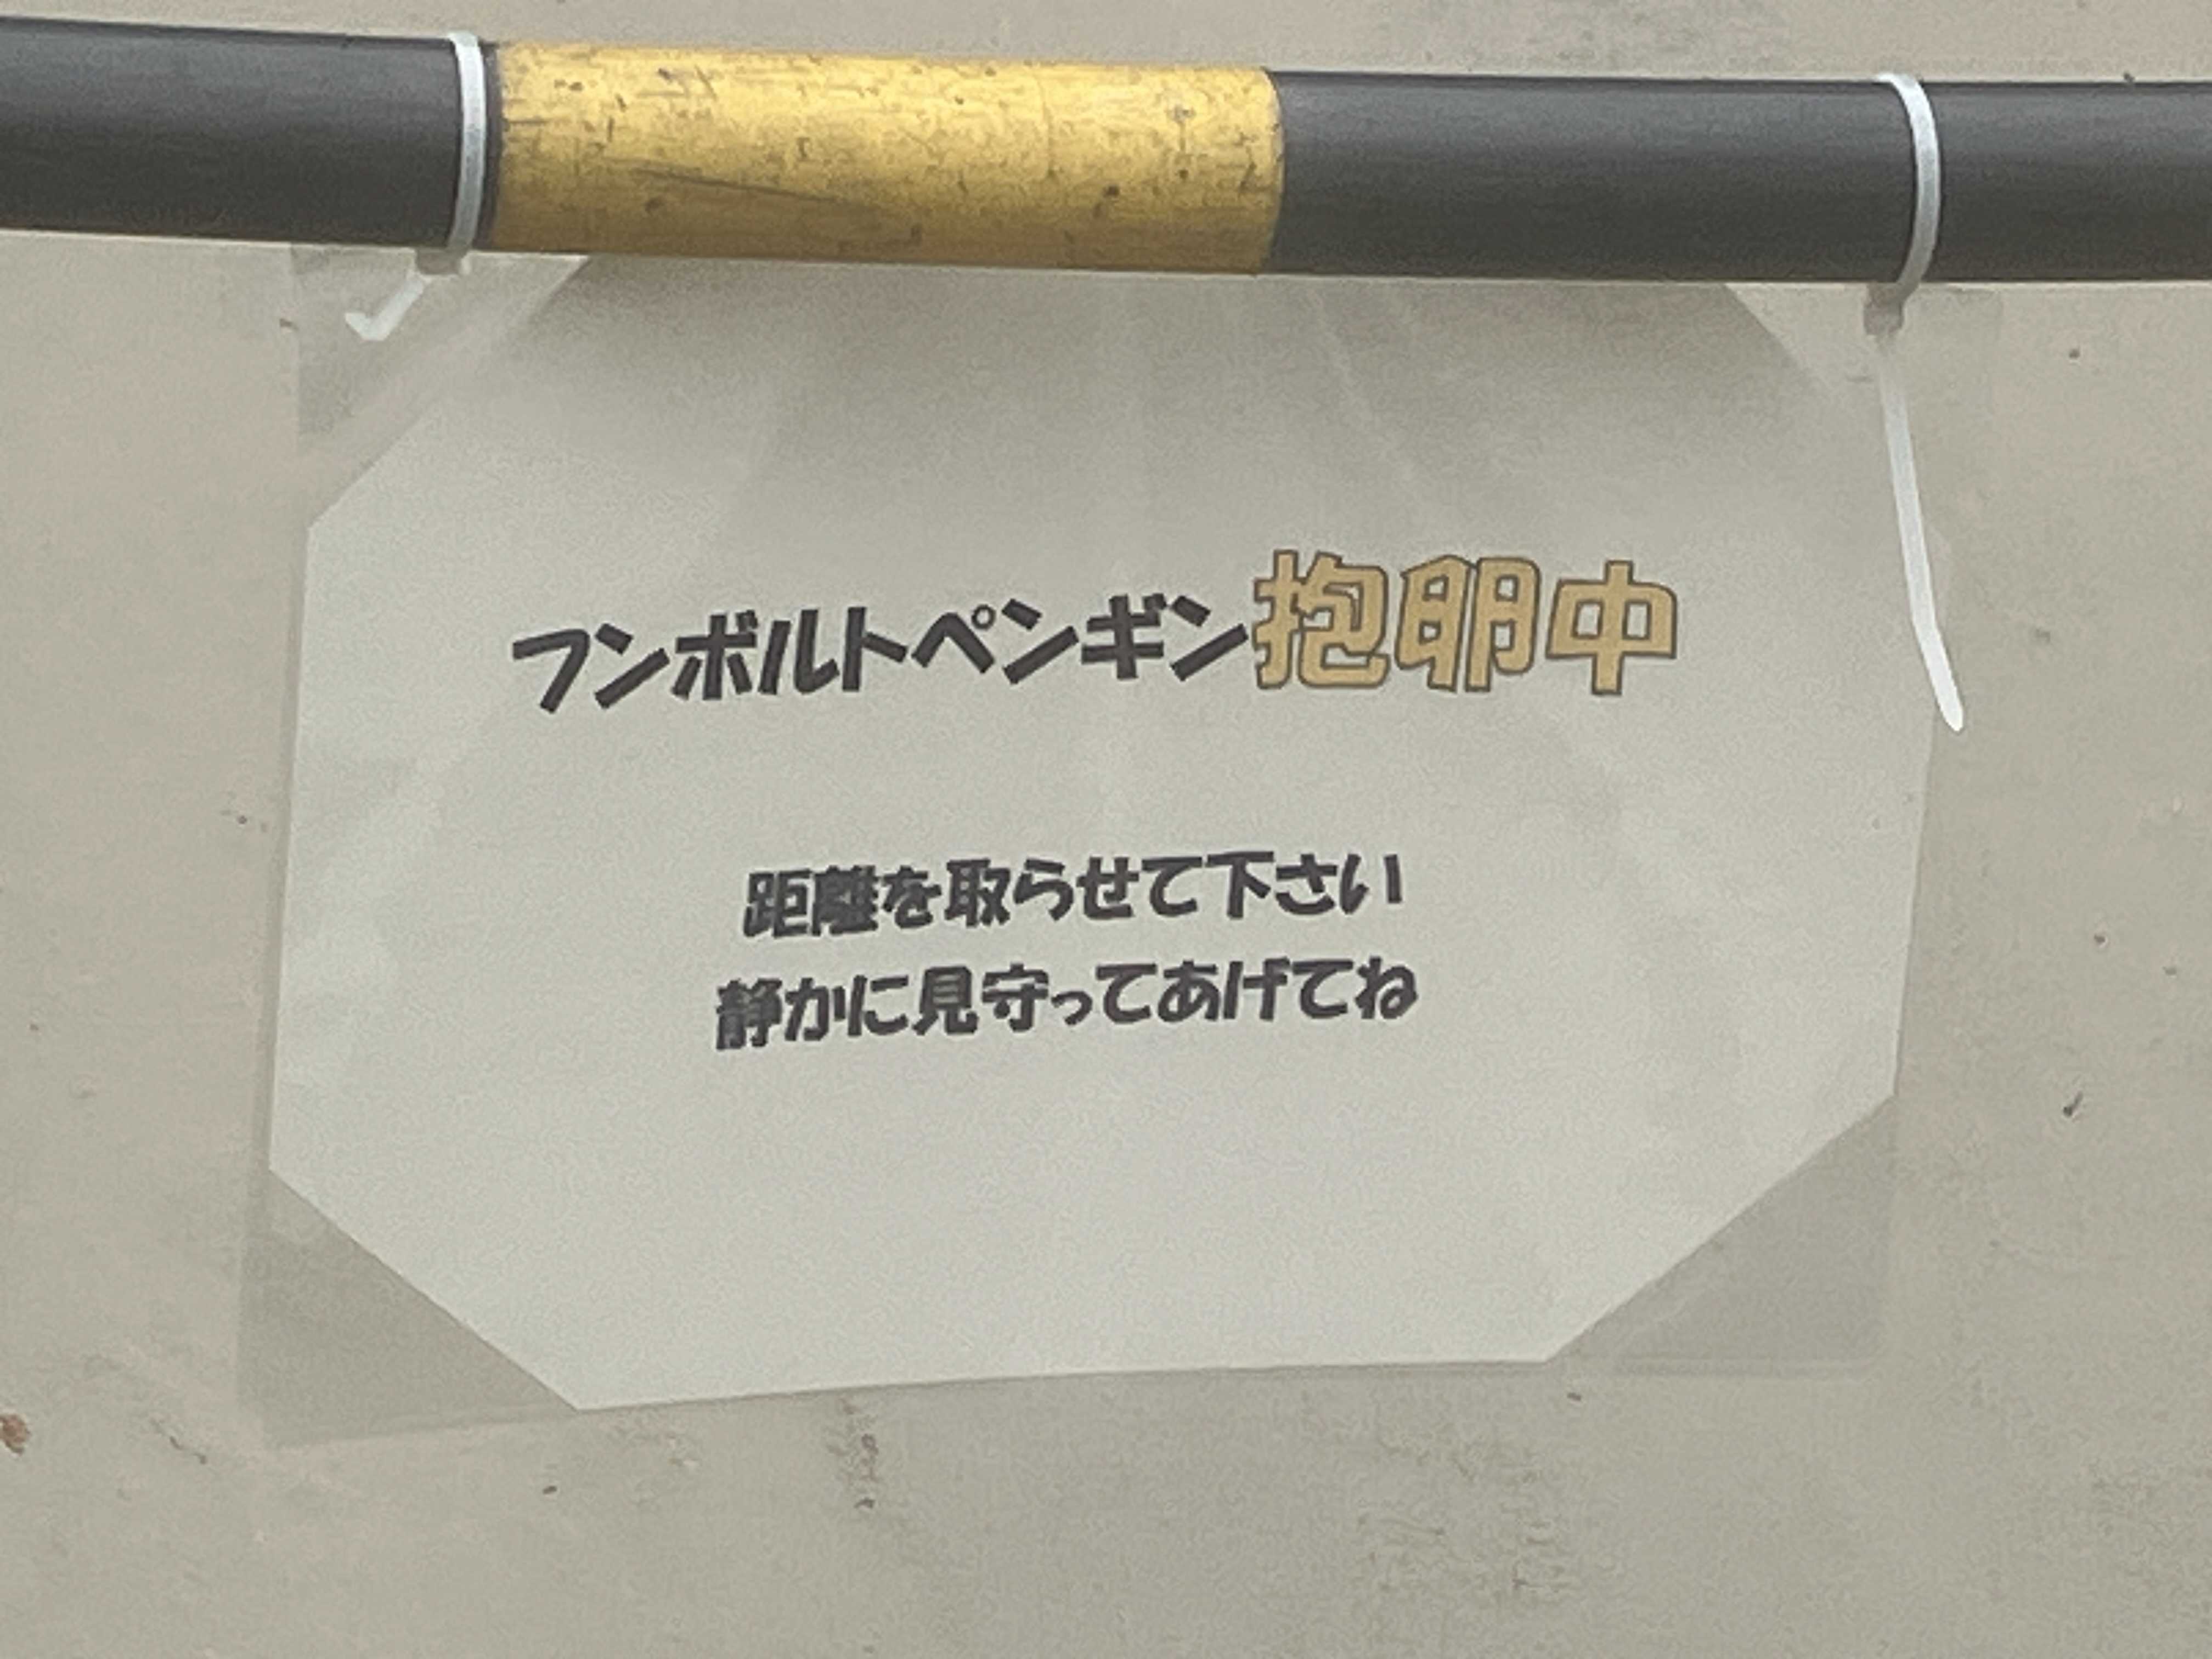 フンボルトペンギン抱卵中
距離を取らせて下さい
静かに見守ってあげてね